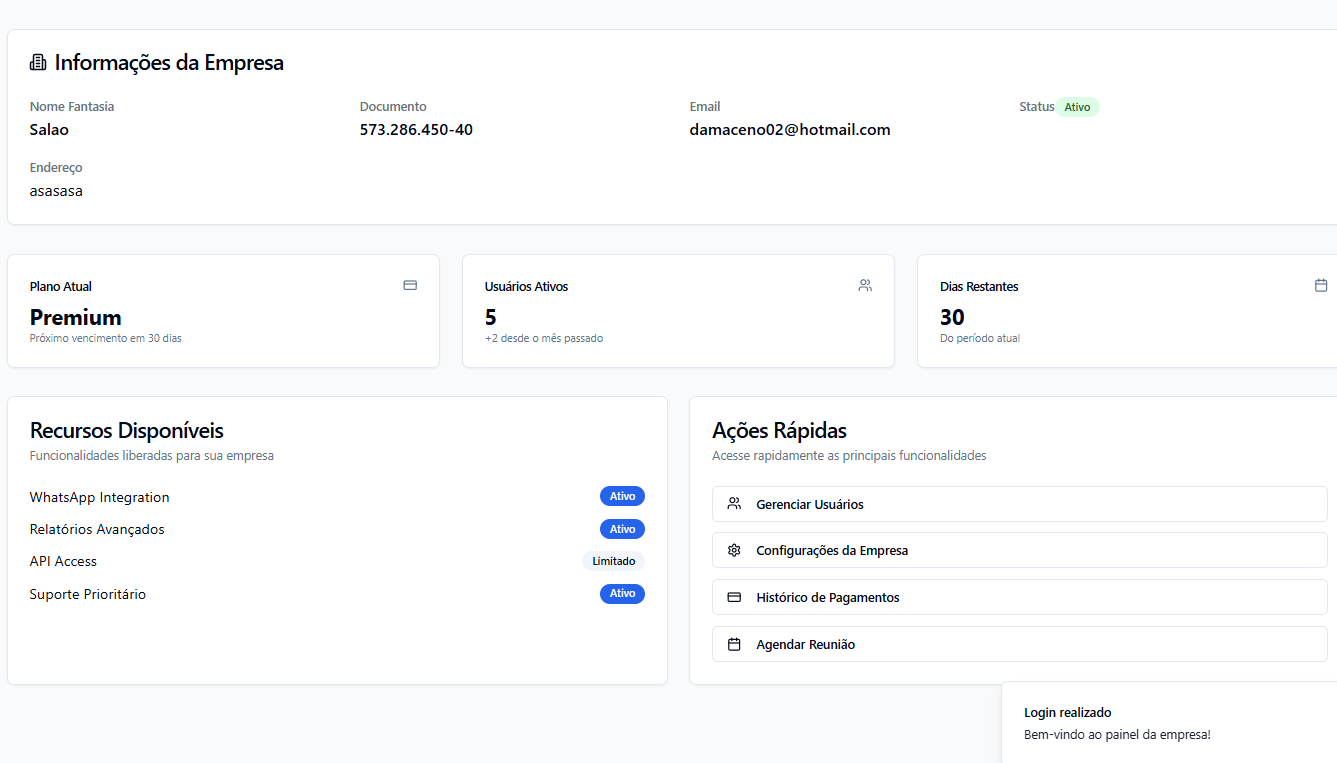 Informações da Empresa
Nome Fantasia
Salao
Documento
573.286.450-40
Email
damaceno02@hotmail.com
Status Ativo
Endereço
asasasa
Plano Atual
Premium
Próximo vencimento em 30 dias
Usuários Ativos
5
+2 desde o mês passado
Dias Restantes
30
Do período atual
Recursos Disponíveis
Funcionalidades liberadas para sua empresa
WhatsApp Integration Ativo
Relatórios Avançados Ativo
API Access Limitado
Suporte Prioritário Ativo
Ações Rápidas
Acesse rapidamente as principais funcionalidades
Gerenciar Usuários
Configurações da Empresa
Histórico de Pagamentos
Agendar Reunião
Login realizado
Bem-vindo ao painel da empresa!